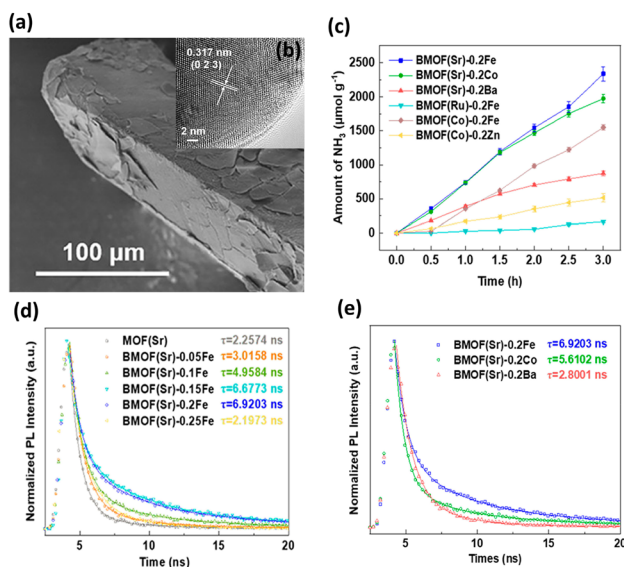 (a)
(b)
0.317 nm
(0 2 3)
2 nm
100 µm
(c)
Amount of NH3 (µmol g-1)
2500
2000
1500
1000
500
0
BMOF(Sr)-0.2Fe
BMOF(Sr)-0.2Co
BMOF(Sr)-0.2Ba
BMOF(Ru)-0.2Fe
BMOF(Co)-0.2Fe
BMOF(Co)-0.2Zn
0.0 0.5 1.0 1.5 2.0 2.5 3.0
Time (h)
(d)
Normalized PL Intensity (a.u.)
MOF(Sr) τ=2.2574 ns
BMOF(Sr)-0.05Fe τ=3.0158 ns
BMOF(Sr)-0.1Fe τ=4.9584 ns
BMOF(Sr)-0.15Fe τ=6.6773 ns
BMOF(Sr)-0.2Fe τ=6.9203 ns
BMOF(Sr)-0.25Fe τ=2.1973 ns
5 10 15 20
Time (ns)
(e)
Normalized PL Intensity (a.u.)
BMOF(Sr)-0.2Fe τ=6.9203 ns
BMOF(Sr)-0.2Co τ=5.6102 ns
BMOF(Sr)-0.2Ba τ=2.8001 ns
5 10 15 20
Times (ns)